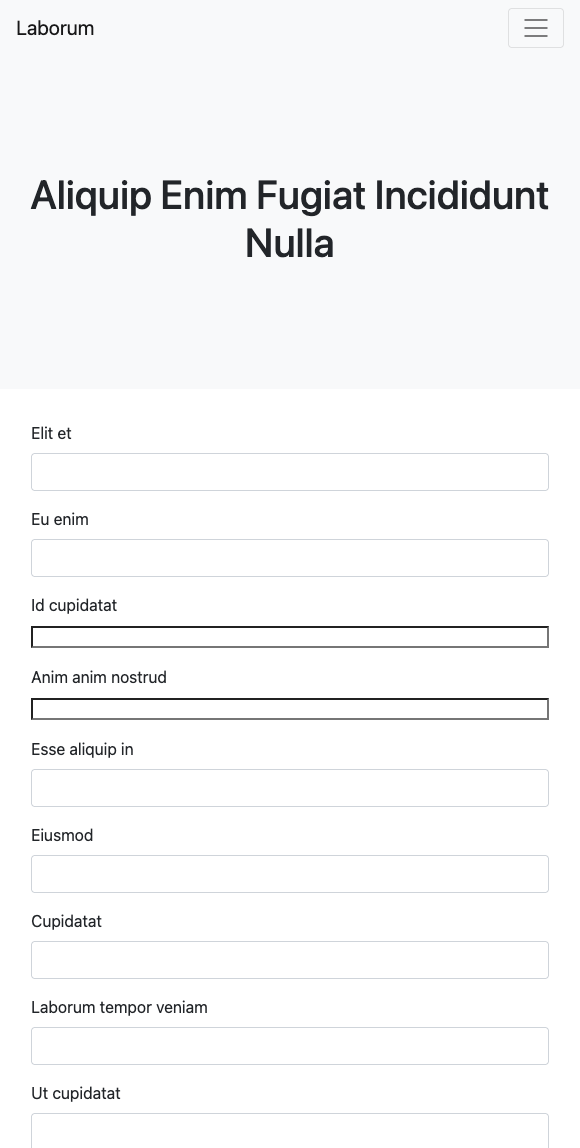 Laborum
Aliquip Enim Fugiat Incididunt
Nulla
Elit et
Eu enim
Id cupidatat
Anim anim nostrud
Esse aliquip in
Eiusmod
Cupidatat
Laborum tempor veniam
Ut cupidatat